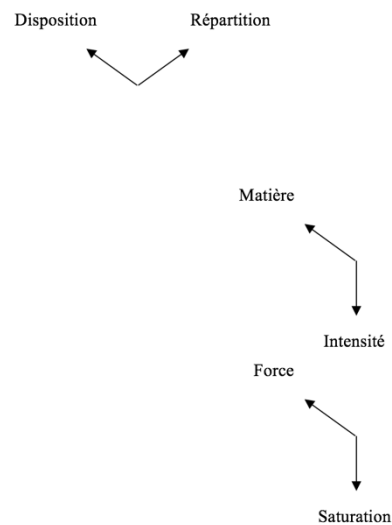 Disposition Répartition
Matière
Intensité
Force
Saturation